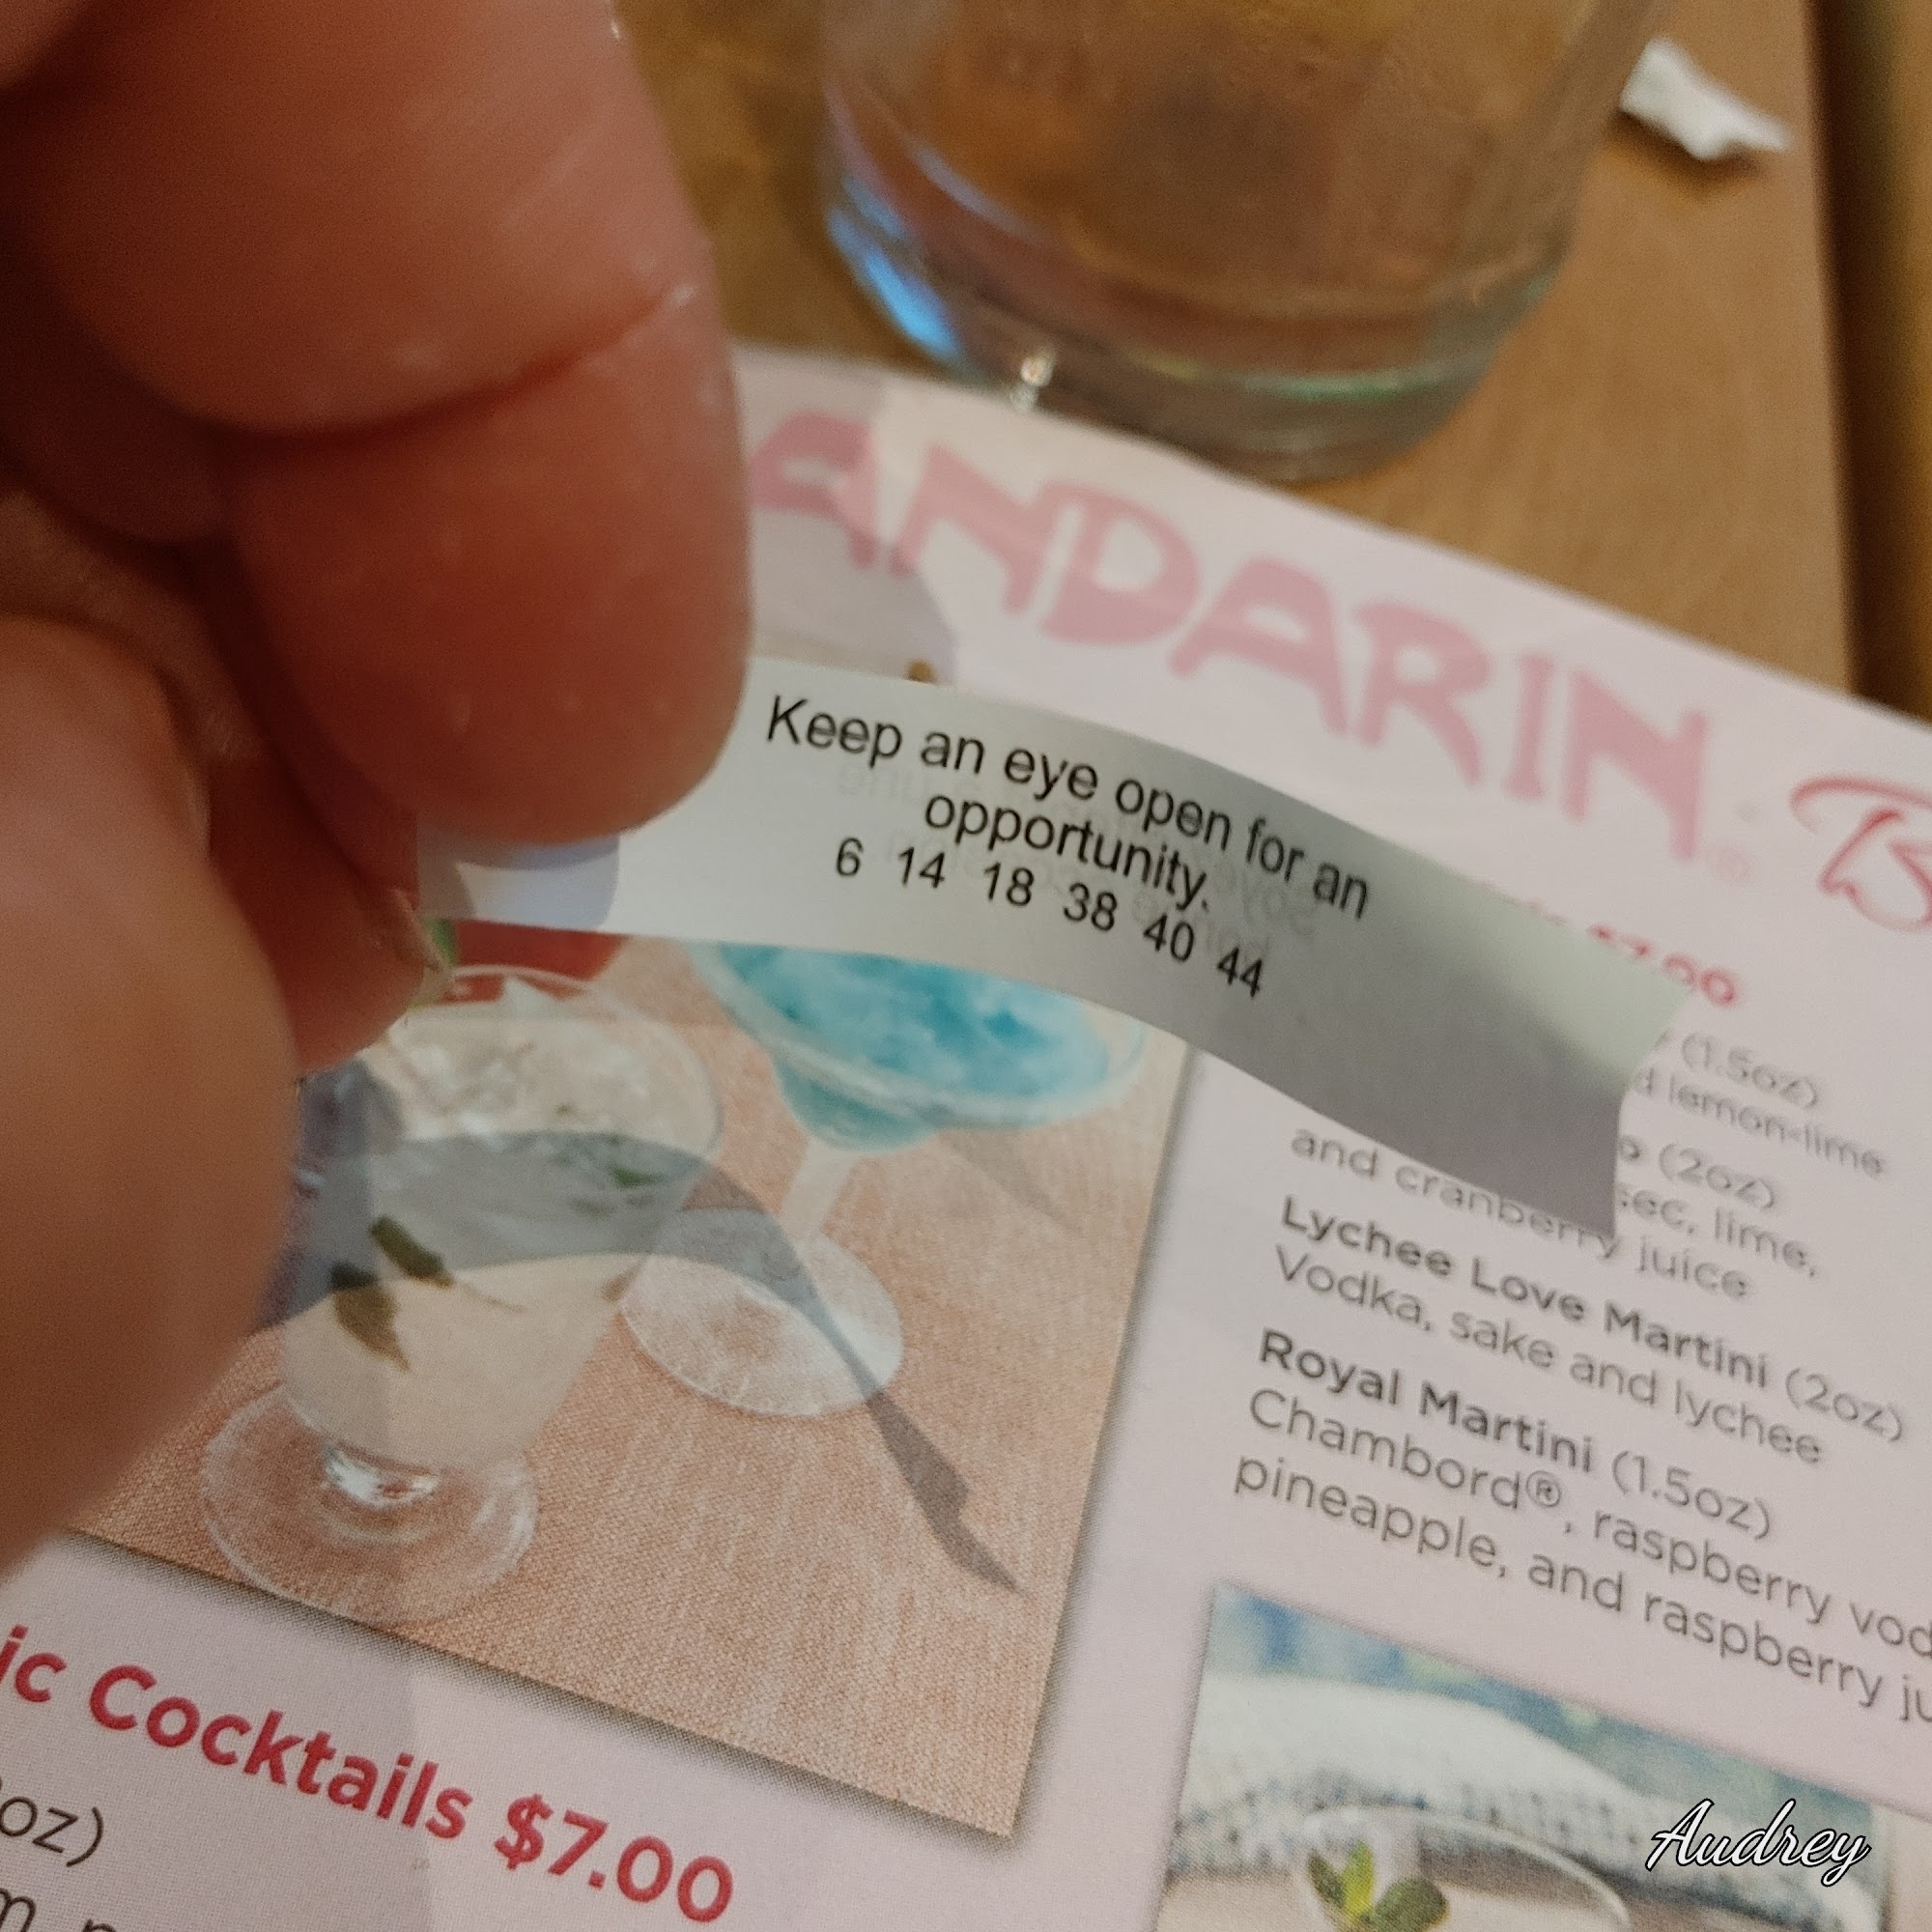 ANDARIN
Keep an eye open for an
opportunity.
6 14 18 38 40 44
(1.5oz)
lemon-lime
(2oz)
lime,
and cranberry juice
Lychee Love Martini (2oz)
Vodka, sake and lychee
Royal Martini (1.5oz)
Chambord®, raspberry vod
pineapple, and raspberry ju
ic Cocktails $7.00
oz)
Audrey